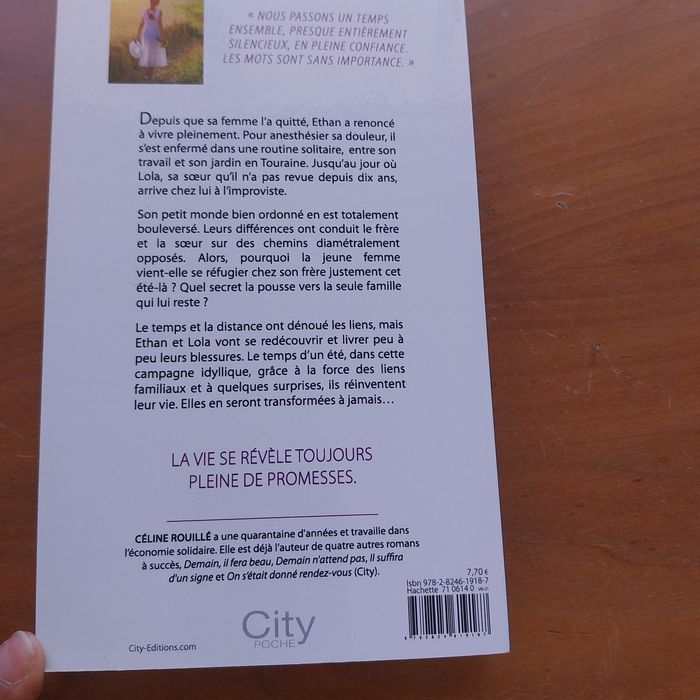 « NOUS PASSONS UN TEMPS
ENSEMBLE, PRESQUE ENTIÈREMENT
SILENCIEUX, EN PLEINE CONFIANCE.
LES MOTS SONT SANS IMPORTANCE. »
Depuis que sa femme l'a quitté, Ethan a renoncé
à vivre pleinement. Pour anesthésier sa douleur, il
s'est enfermé dans une routine solitaire, entre son
travail et son jardin en Touraine. Jusqu'au jour où
Lola, sa sœur qu'il n'a pas revue depuis dix ans,
arrive chez lui à l'improviste.
Son petit monde bien ordonné en est totalement
bouleversé. Leurs différences ont conduit le frère
et la sœur sur des chemins diamétralement
opposés. Alors, pourquoi la jeune femme
vient-elle se réfugier chez son frère justement cet
été-là ? Quel secret la pousse vers la seule famille
qui lui reste ?
Le temps et la distance ont dénoué les liens, mais
Ethan et Lola vont se redécouvrir et livrer peu à
peu leurs blessures. Le temps d'un été, dans cette
campagne idyllique, grâce à la force des liens
familiaux et à quelques surprises, ils réinventent
leur vie. Elles en seront transformées à jamais...
LA VIE SE RÉVÈLE TOUJOURS
PLEINE DE PROMESSES.
CÉLINE ROUILLÉ a une quarantaine d'années et travaille dans
l'économie solidaire. Elle est déjà l'auteur de quatre autres romans
à succès, Demain, il fera beau, Demain n'attend pas, Il suffira
d'un signe et On s'était donné rendez-vous (City).
7,70 €
Isbn 978-2-8246-1918-7
Hachette 71 0614 0
City
POCHE
City-Editions.com
9 782824 619187